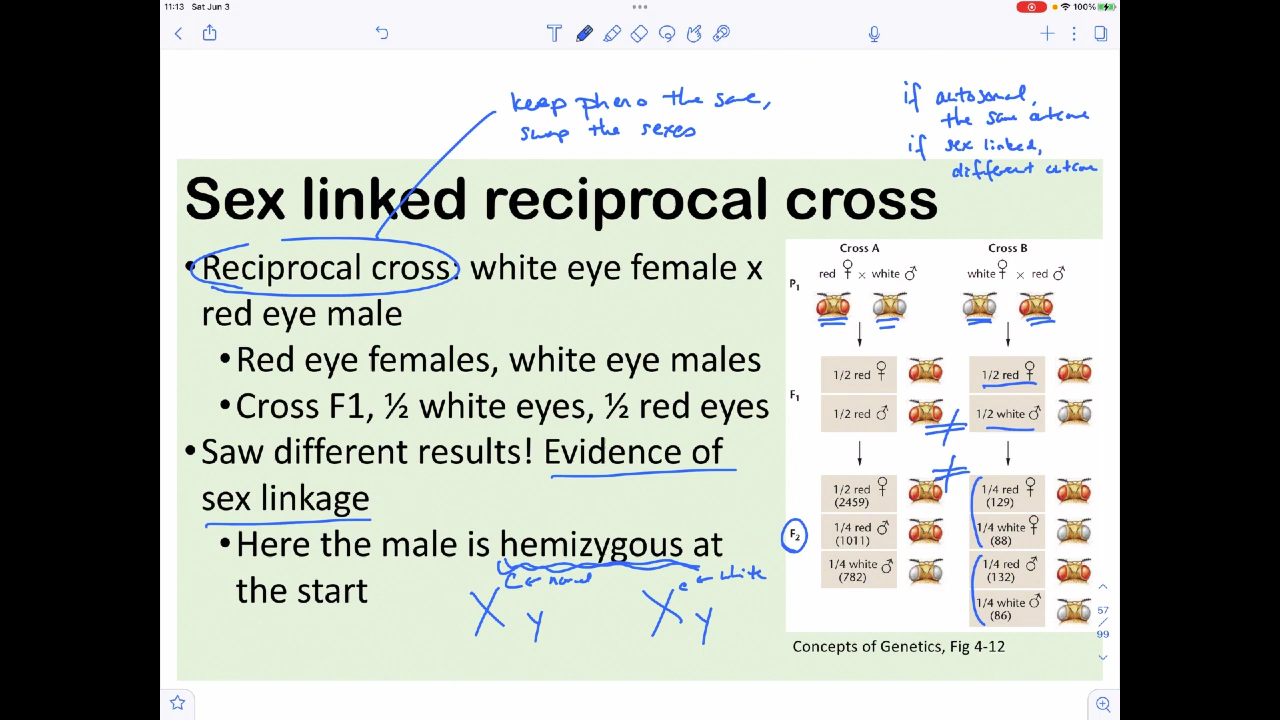 11:13 Sat Jun 3
100%
keep pheno the same,
swap the sexes
if autosomal,
the same outcome
if sex linked,
different outcome
Sex linked reciprocal cross
• Reciprocal cross: white eye female x
red eye male
• Red eye females, white eye males
• Cross F1, ½ white eyes, ½ red eyes
• Saw different results! Evidence of
sex linkage
• Here the male is hemizygous at
the start
C ← normal
X y
c ← white
X y
Cross A
red ♀ × white ♂
Cross B
white ♀ × red ♂
P1
F1
1/2 red ♀
1/2 red ♂
1/2 red ♀
1/2 white ♂
≠
≠
F2
1/2 red ♀
(2459)
1/4 red ♂
(1011)
1/4 white ♂
(782)
1/4 red ♀
(129)
1/4 white ♀
(88)
1/4 red ♂
(132)
1/4 white ♂
(86)
Concepts of Genetics, Fig 4-12
57
/
99